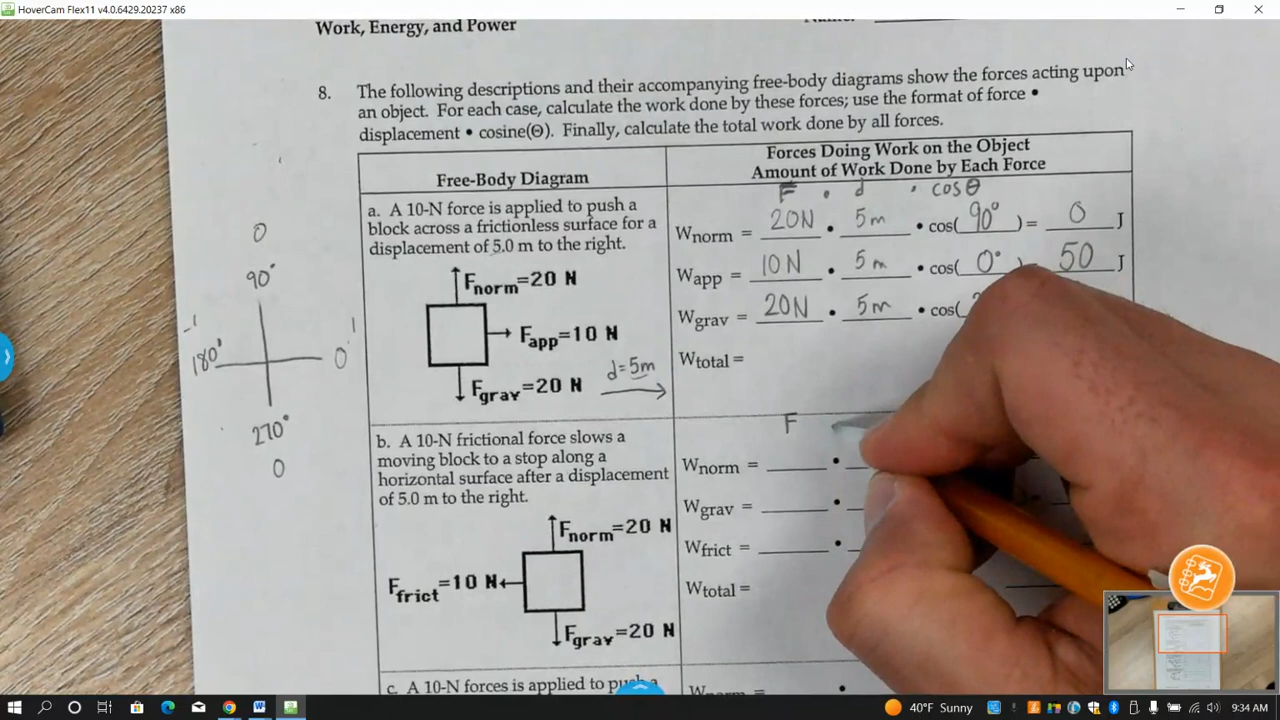 HoverCam Flex11 v4.0.6429.20237 x86
Work, Energy, and Power
8. The following descriptions and their accompanying free-body diagrams show the forces acting upon
an object. For each case, calculate the work done by these forces; use the format of force •
displacement • cosine(Θ). Finally, calculate the total work done by all forces.
Free-Body Diagram
Forces Doing Work on the Object
Amount of Work Done by Each Force
a. A 10-N force is applied to push a
block across a frictionless surface for a
displacement of 5.0 m to the right.
Fnorm=20 N
Fapp=10 N
Fgrav=20 N
d=5m
F • d • cosθ
Wnorm = 20N • 5m • cos( 90° ) = 0 J
Wapp = 10N • 5m • cos( 0° ) = 50 J
Wgrav = 20N • 5m • cos(
Wtotal =
0
90°
-1
180°
1
0
270°
0
b. A 10-N frictional force slows a
moving block to a stop along a
horizontal surface after a displacement
of 5.0 m to the right.
Fnorm=20 N
Ffrict=10 N
Fgrav=20 N
F
Wnorm = •
Wgrav = •
Wfrict = •
Wtotal =
c. A 10-N forces is applied to push a
Wnorm = •
40°F Sunny
9:34 AM